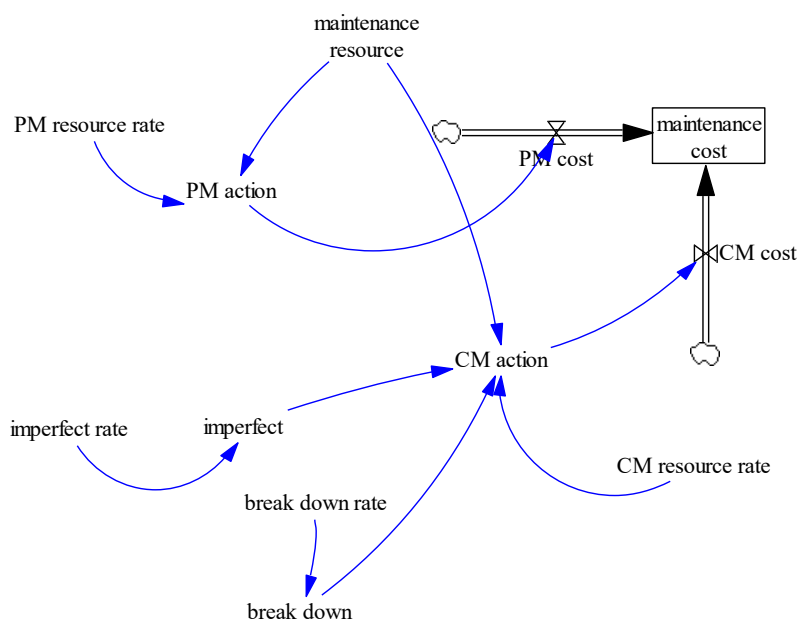 maintenance
resource
PM resource rate
maintenance
cost
PM cost
PM action
CM cost
CM action
imperfect rate
imperfect
CM resource rate
break down rate
break down